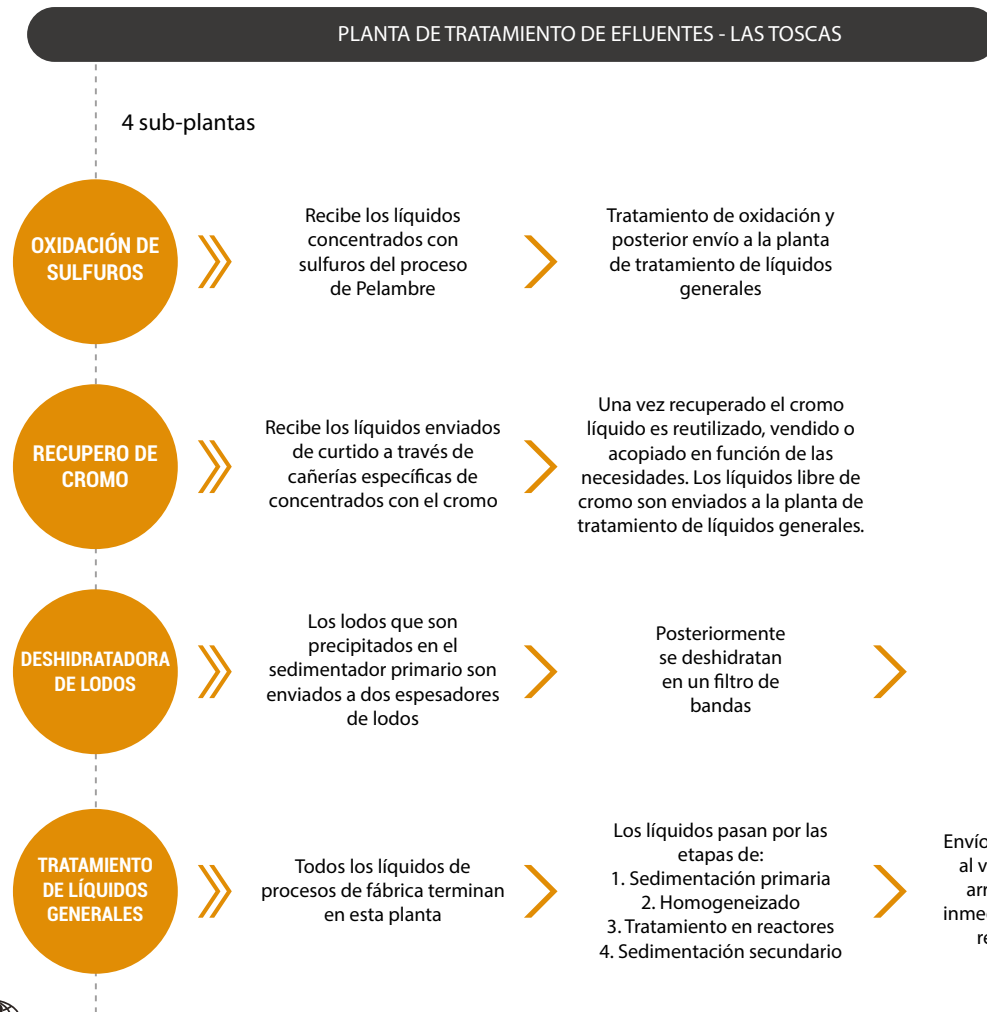 PLANTA DE TRATAMIENTO DE EFLUENTES - LAS TOSCAS
4 sub-plantas
OXIDACIÓN DE
SULFUROS
Recibe los líquidos
concentrados con
sulfuros del proceso
de Pelambre
Tratamiento de oxidación y
posterior envío a la planta
de tratamiento de líquidos
generales
RECUPERO DE
CROMO
Recibe los líquidos enviados
de curtido a través de
cañerías específicas de
concentrados con el cromo
Una vez recuperado el cromo
líquido es reutilizado, vendido o
acopiado en función de las
necesidades. Los líquidos libre de
cromo son enviados a la planta de
tratamiento de líquidos generales.
DESHIDRATADORA
DE LODOS
Los lodos que son
precipitados en el
sedimentador primario son
enviados a dos espesadores
de lodos
Posteriormente
se deshidratan
en un filtro de
bandas
TRATAMIENTO
DE LÍQUIDOS
GENERALES
Todos los líquidos de
procesos de fábrica terminan
en esta planta
Los líquidos pasan por las
etapas de:
1. Sedimentación primaria
2. Homogeneizado
3. Tratamiento en reactores
4. Sedimentación secundario
Envío
al